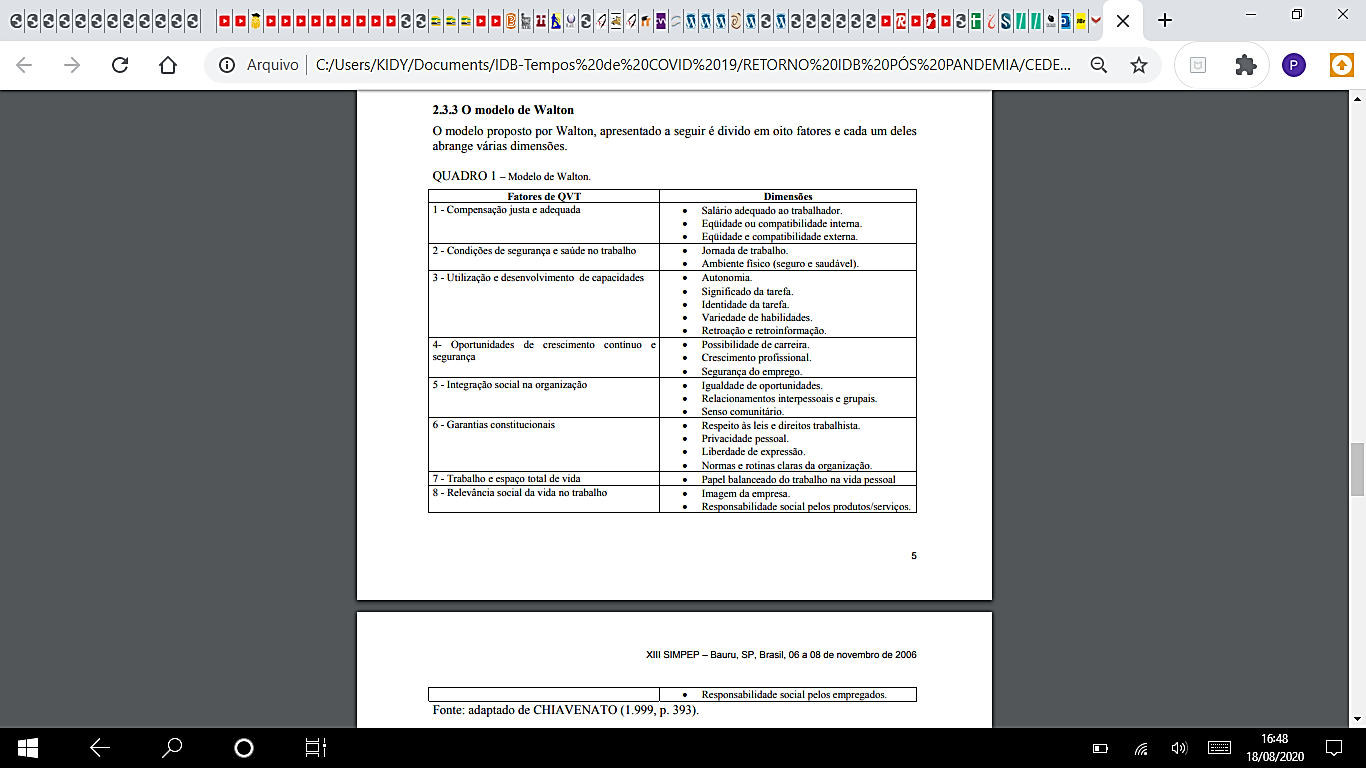 Arquivo
C:/Users/KIDY/Documents/IDB-Tempos%20de%20COVID%2019/RETORNO%20IDB%20PÓS%20PANDEMIA/CEDE...
P
2.3.3 O modelo de Walton
O modelo proposto por Walton, apresentado a seguir é divido em oito fatores e cada um deles
abrange várias dimensões.
QUADRO 1 – Modelo de Walton.
Fatores de QVT
Dimensões
1 - Compensação justa e adequada
• Salário adequado ao trabalhador.
• Eqüidade ou compatibilidade interna.
• Eqüidade e compatibilidade externa.
2 - Condições de segurança e saúde no trabalho
• Jornada de trabalho.
• Ambiente físico (seguro e saudável).
3 - Utilização e desenvolvimento de capacidades
• Autonomia.
• Significado da tarefa.
• Identidade da tarefa.
• Variedade de habilidades.
• Retroação e retroinformação.
4- Oportunidades de crescimento contínuo e
segurança
• Possibilidade de carreira.
• Crescimento profissional.
• Segurança do emprego.
5 - Integração social na organização
• Igualdade de oportunidades.
• Relacionamentos interpessoais e grupais.
• Senso comunitário.
6 - Garantias constitucionais
• Respeito às leis e direitos trabalhista.
• Privacidade pessoal.
• Liberdade de expressão.
• Normas e rotinas claras da organização.
7 - Trabalho e espaço total de vida
• Papel balanceado do trabalho na vida pessoal
8 - Relevância social da vida no trabalho
• Imagem da empresa.
• Responsabilidade social pelos produtos/serviços.
5
XIII SIMPEP – Bauru, SP, Brasil, 06 a 08 de novembro de 2006
• Responsabilidade social pelos empregados.
Fonte: adaptado de CHIAVENATO (1.999, p. 393).
16:48
18/08/2020